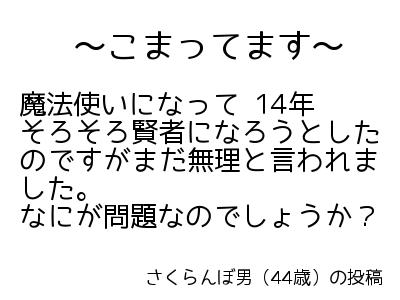 ～こまってます～
魔法使いになって 14年
そろそろ賢者になろうとした
のですがまだ無理と言われま
した。
なにが問題なのでしょうか？
さくらんぼ男（44歳）の投稿